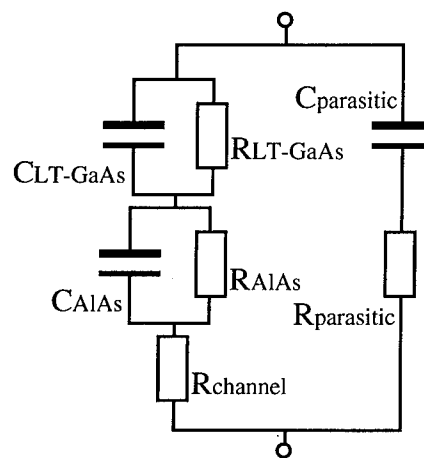 Cparasitic
RLT-GaAs
CLT-GaAs
RAlAs
CAlAs
Rparasitic
Rchannel